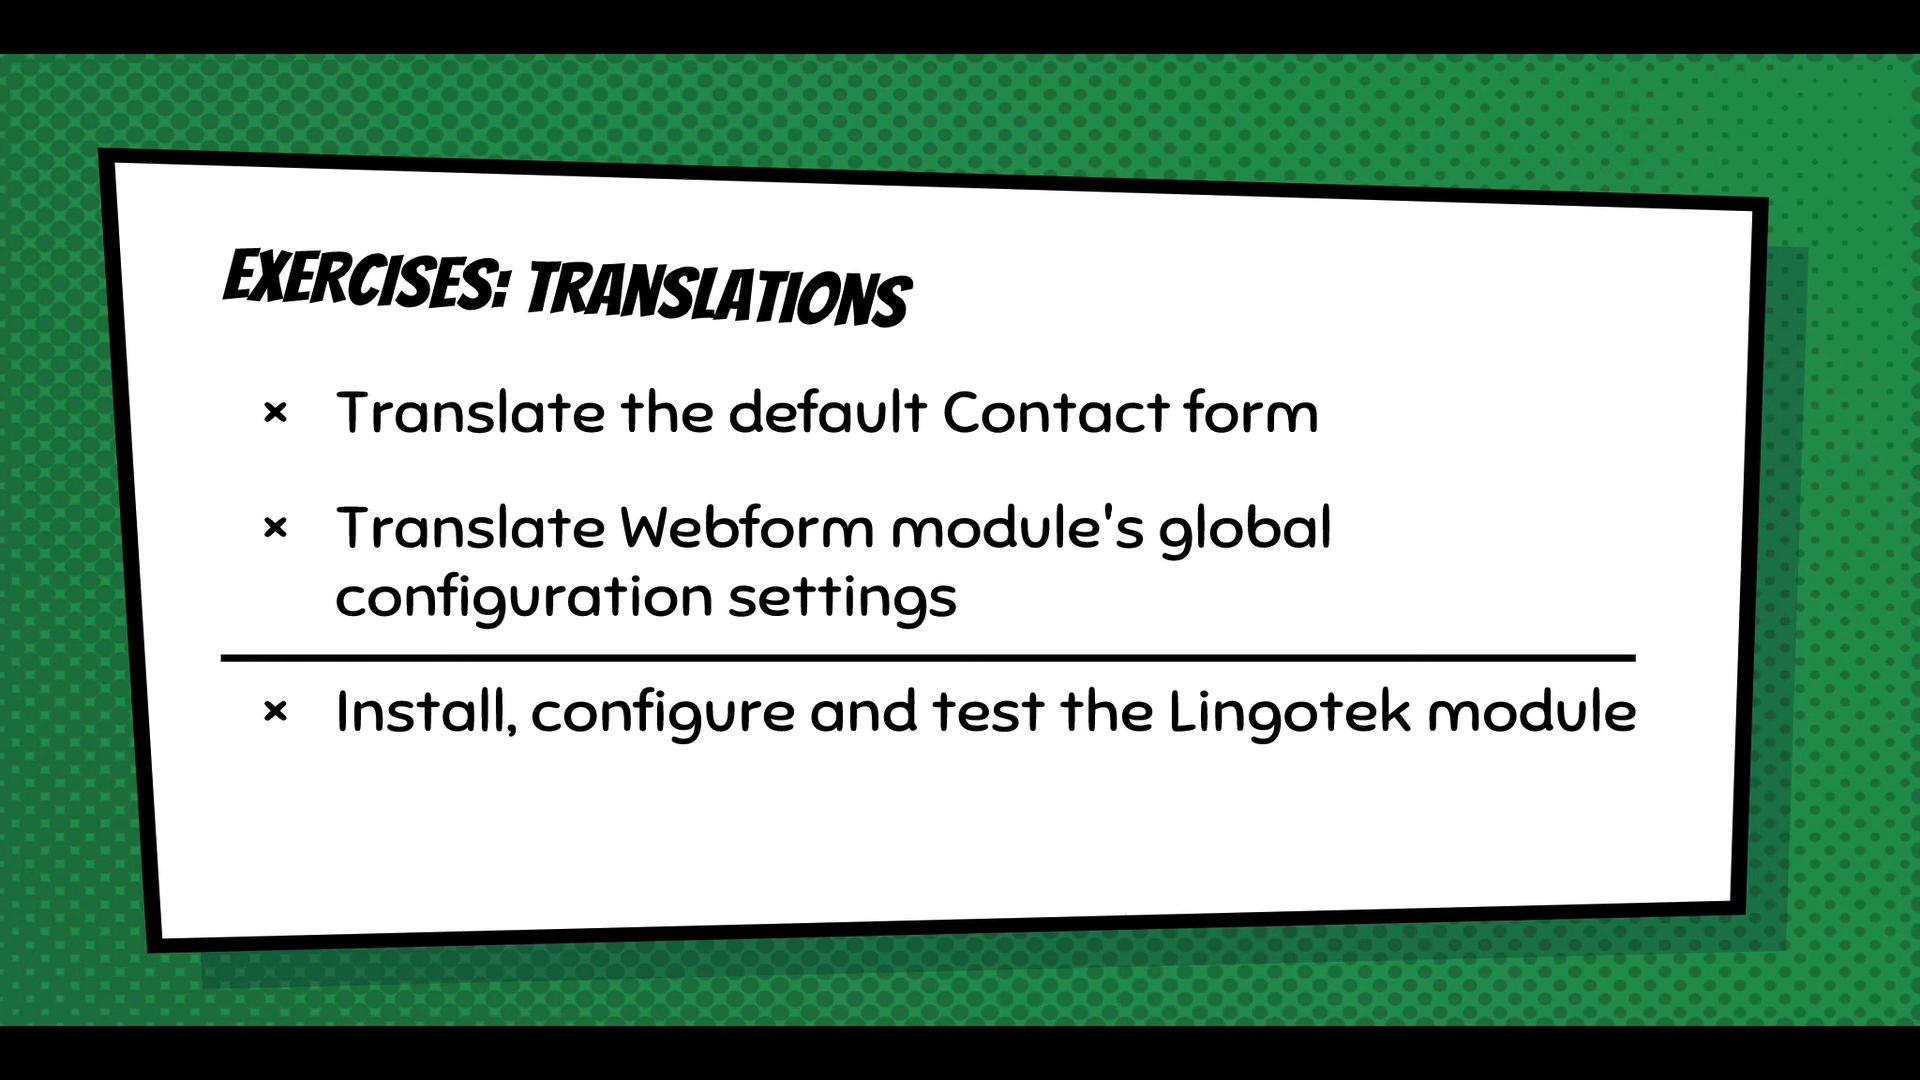 EXERCISES: TRANSLATIONS
× Translate the default Contact form
× Translate Webform module's global
configuration settings
× Install, configure and test the Lingotek module